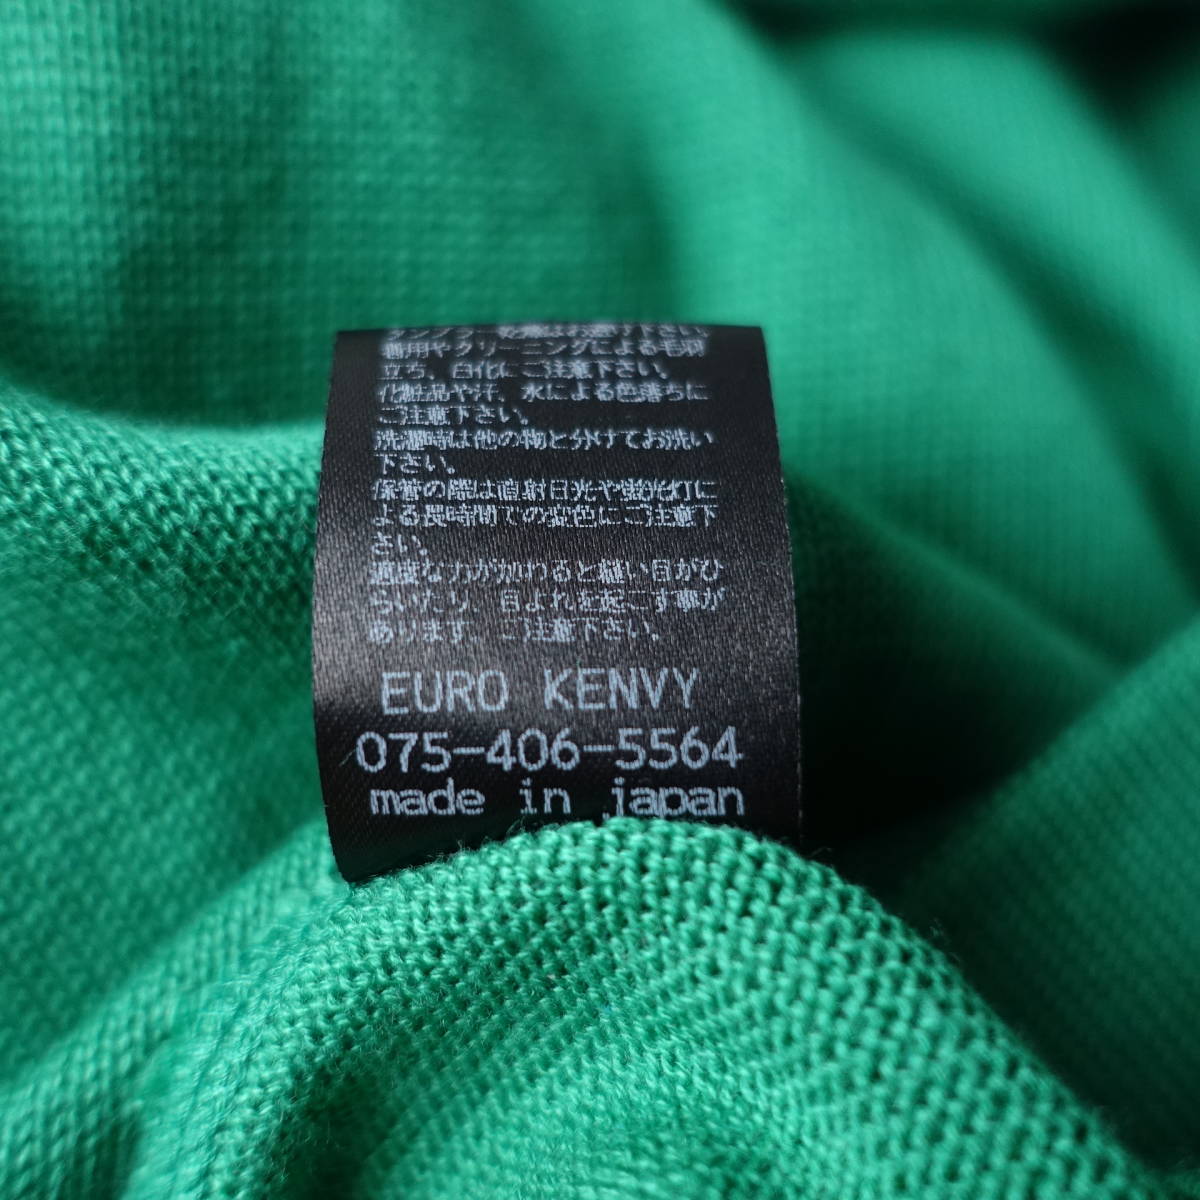 タンブラー乾燥はお避け下さい
着用やクリーニングによる毛羽
立ち、白化にご注意下さい。
化粧品や汗、水による色落ちに
ご注意下さい。
洗濯時は他の物と分けてお洗い
下さい。
保管の際は直射日光や蛍光灯に
よる長時間での変色にご注意下
さい。
過度な力が加わると縫い目がひ
らいたり、目よれを起こす事が
あります、ご注意下さい。
EURO KENVY
075-406-5564
made in japan